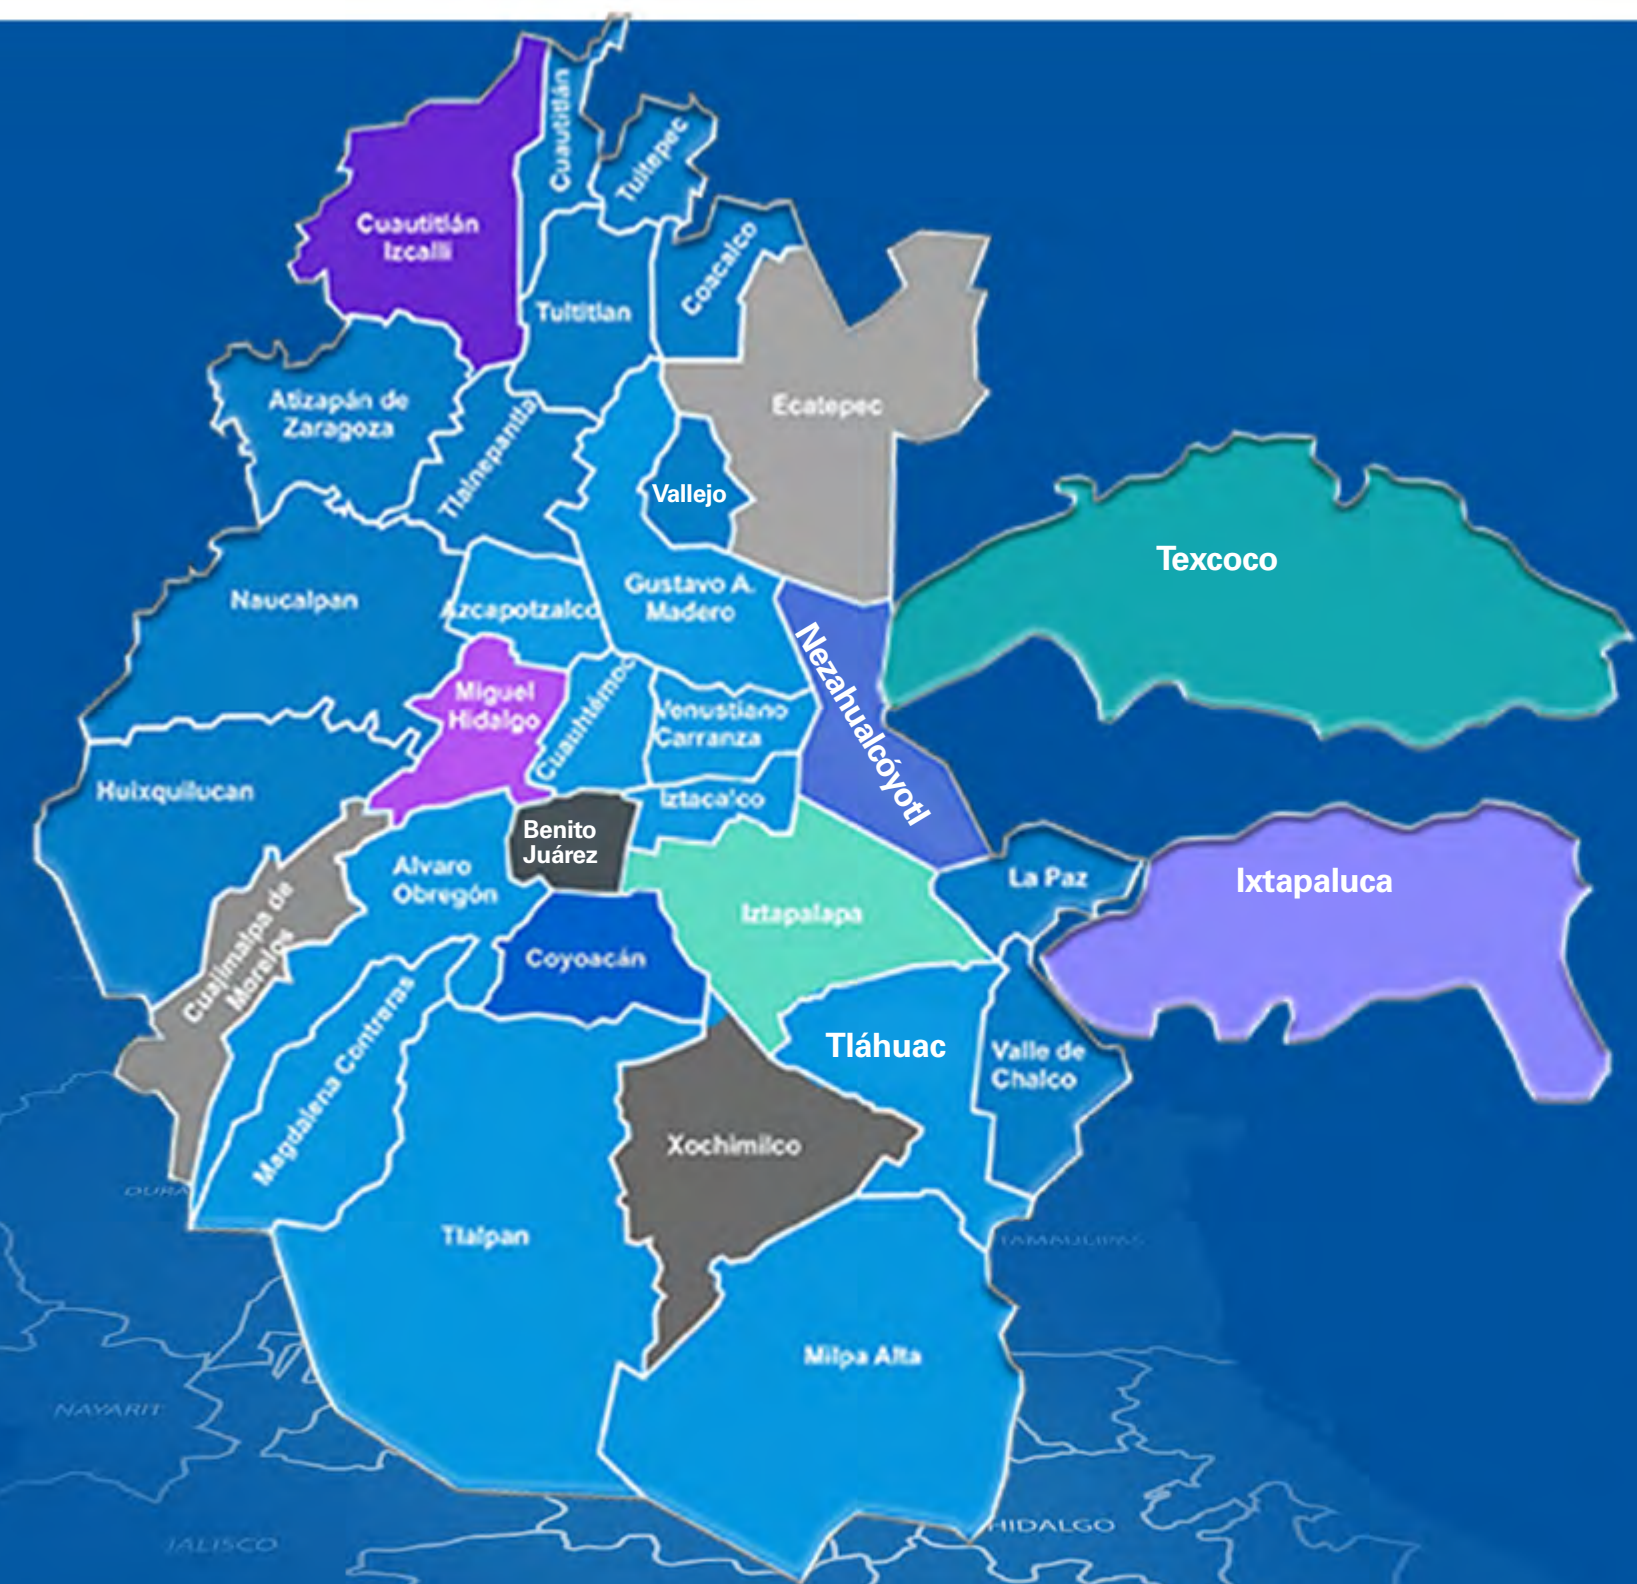 Cuautitlán
Tultepec
Cuautitlán
Izcalli
Coacalco
Tultitlan
Ecatepec
Atizapán de
Zaragoza
Tlalnepantla
Vallejo
Texcoco
Naucalpan
Azcapotzalco
Gustavo A.
Madero
Nezahualcóyotl
Miguel
Hidalgo
Cuauhtémoc
Venustiano
Carranza
Huixquilucan
Iztacalco
Benito
Juárez
Alvaro
Obregón
La Paz
Ixtapaluca
Iztapalapa
Cuajimalpa de
Morelos
Coyoacán
Magdalena Contreras
Tláhuac
Valle de
Chalco
Xochimilco
DURA
Tlalpan
TAMAULIPAS
Milpa Alta
NAYARIT
HIDALGO
JALISCO